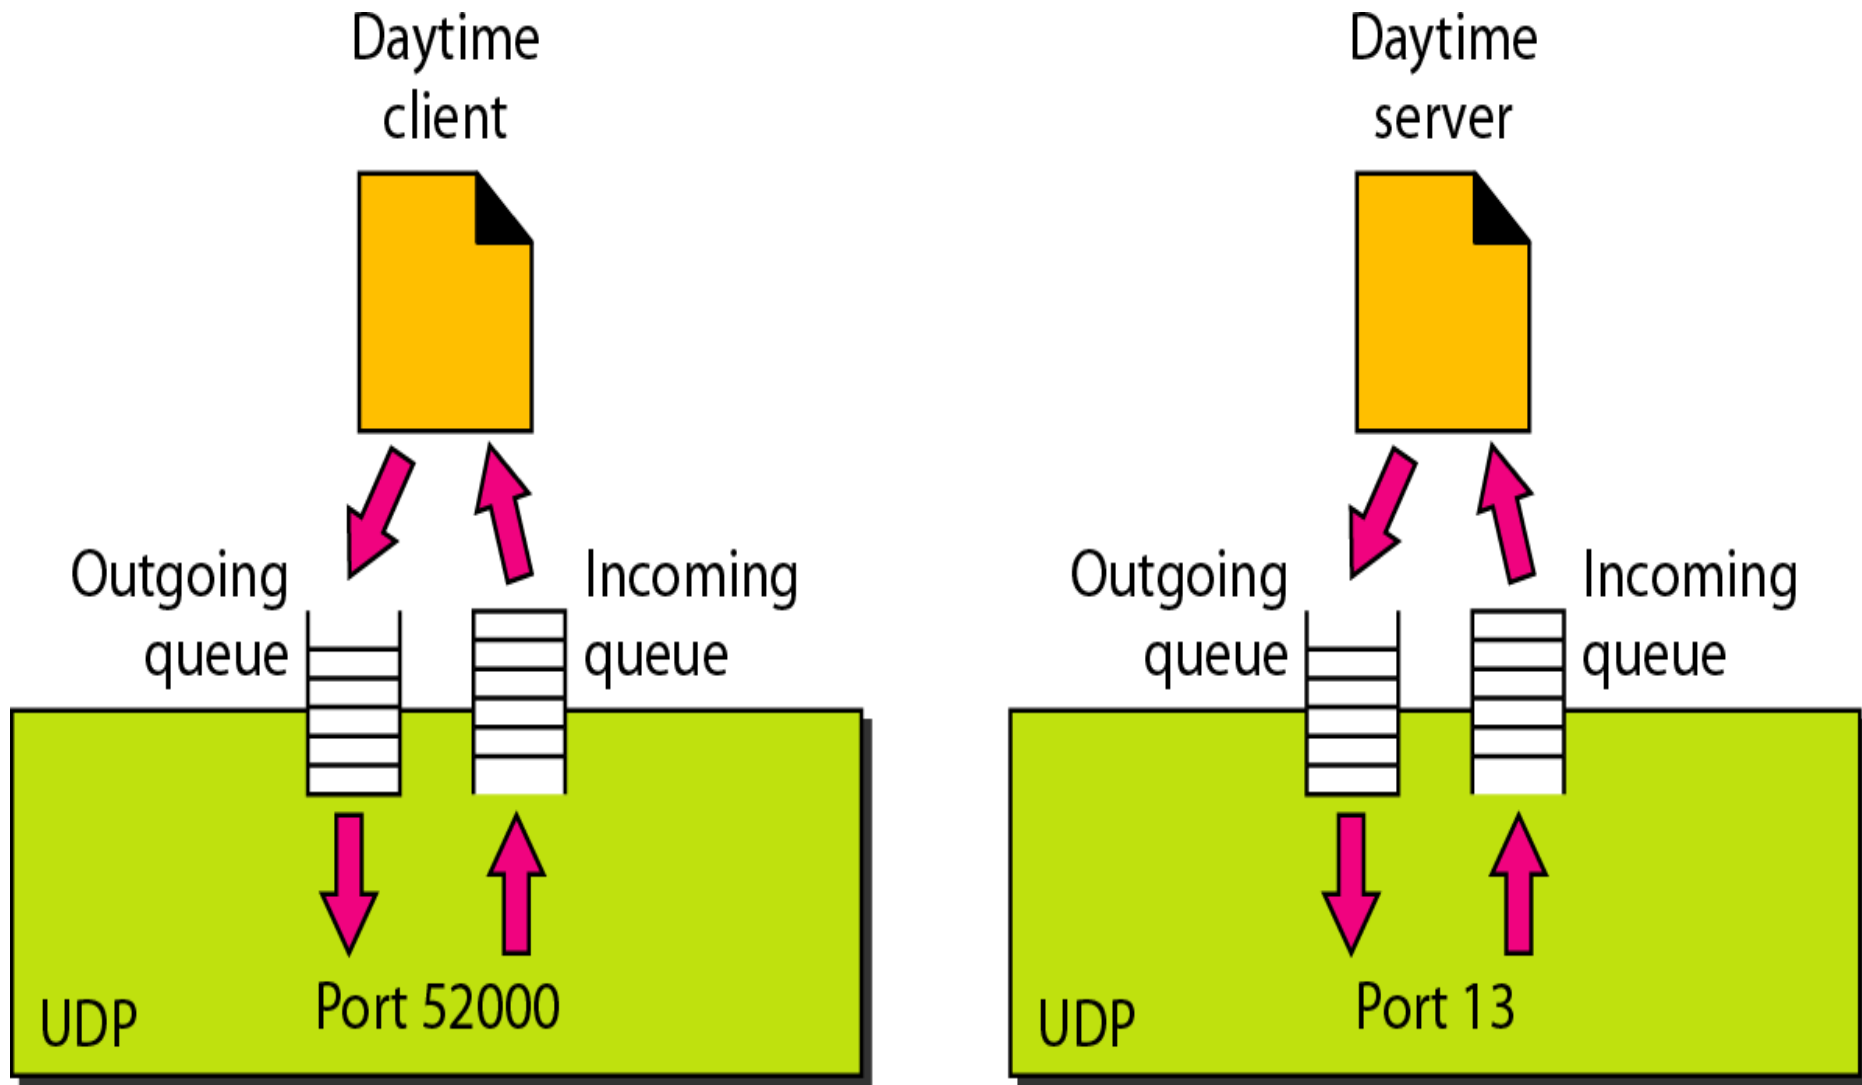 Daytime
client
Outgoing
queue
Incoming
queue
UDP
Port 52000
Daytime
server
Outgoing
queue
Incoming
queue
UDP
Port 13